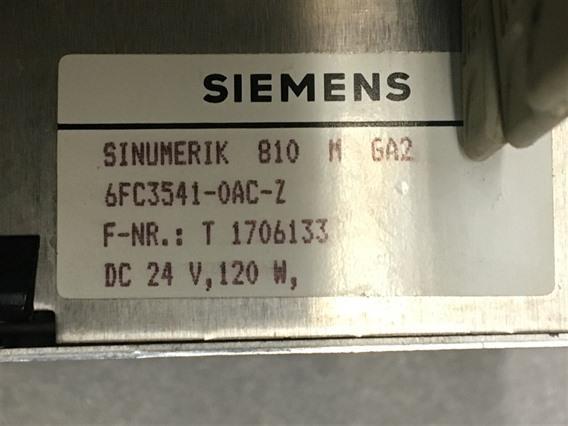 SIEMENS
SINUMERIK 810 M GA2
6FC3541-0AC-Z
F-NR.: T 1706133
DC 24 V,120 W,